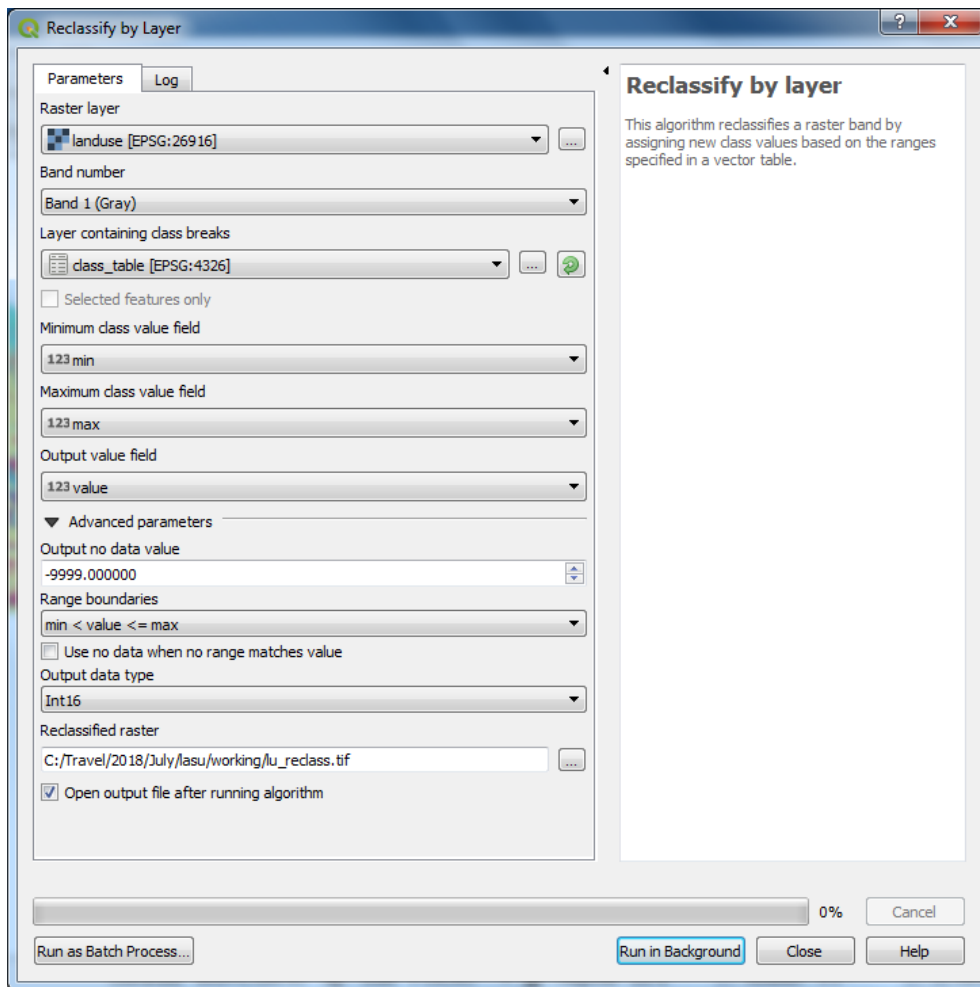 Reclassify by Layer
Parameters
Log
Raster layer
landuse [EPSG:26916]
...
Band number
Band 1 (Gray)
Layer containing class breaks
class_table [EPSG:4326]
...
Selected features only
Minimum class value field
123 min
Maximum class value field
123 max
Output value field
123 value
Advanced parameters
Output no data value
-9999.000000
Range boundaries
min < value <= max
Use no data when no range matches value
Output data type
Int16
Reclassified raster
C:/Travel/2018/July/lasu/working/lu_reclass.tif
...
Open output file after running algorithm
Reclassify by layer
This algorithm reclassifies a raster band by
assigning new class values based on the ranges
specified in a vector table.
0%
Cancel
Run as Batch Process...
Run in Background
Close
Help